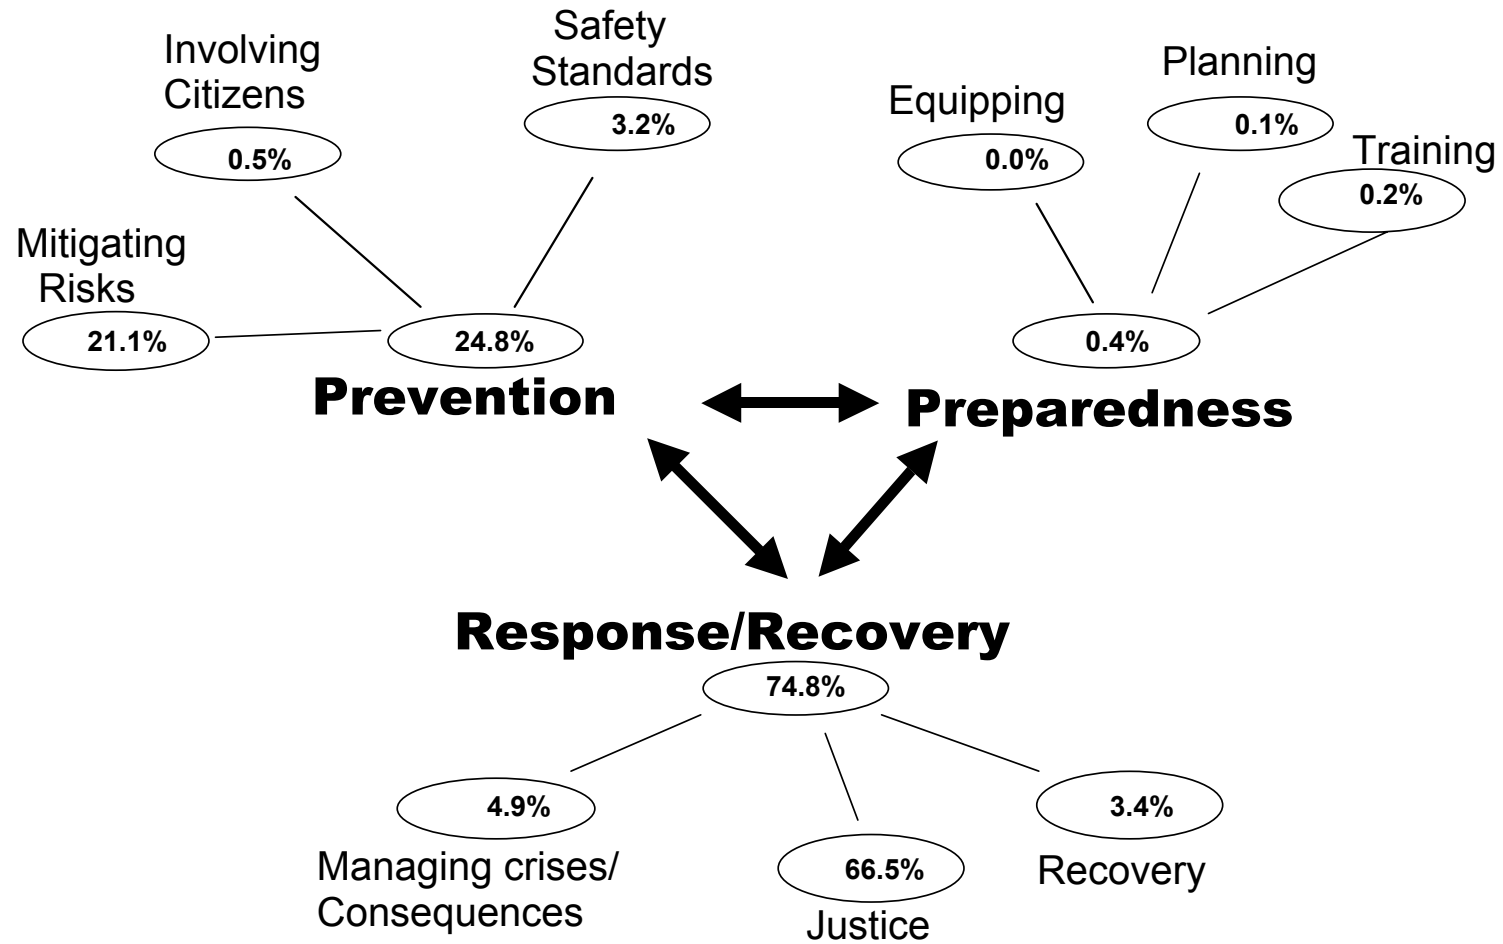 Involving
Citizens
0.5%
Safety
Standards
3.2%
Mitigating
Risks
21.1%
24.8%
Prevention
Equipping
0.0%
Planning
0.1%
Training
0.2%
0.4%
Preparedness
Response/Recovery
74.8%
4.9%
Managing crises/
Consequences
66.5%
Justice
3.4%
Recovery